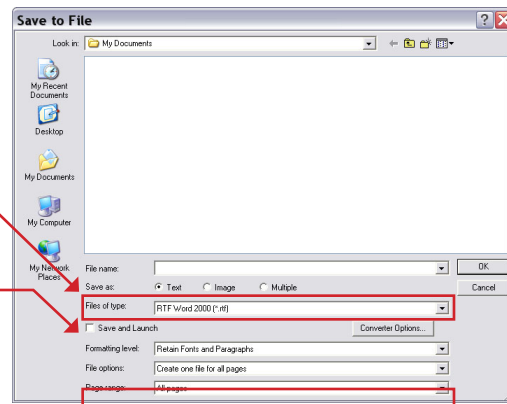 Save to File
Look in: My Documents
My Recent
Documents
Desktop
My Documents
My Computer
My Network
Places
File name:
OK
Save as: Text Image Multiple
Cancel
Files of type: RTF Word 2000 (*.rtf)
Save and Launch Converter Options...
Formatting level: Retain Fonts and Paragraphs
File options: Create one file for all pages
Page range: All pages